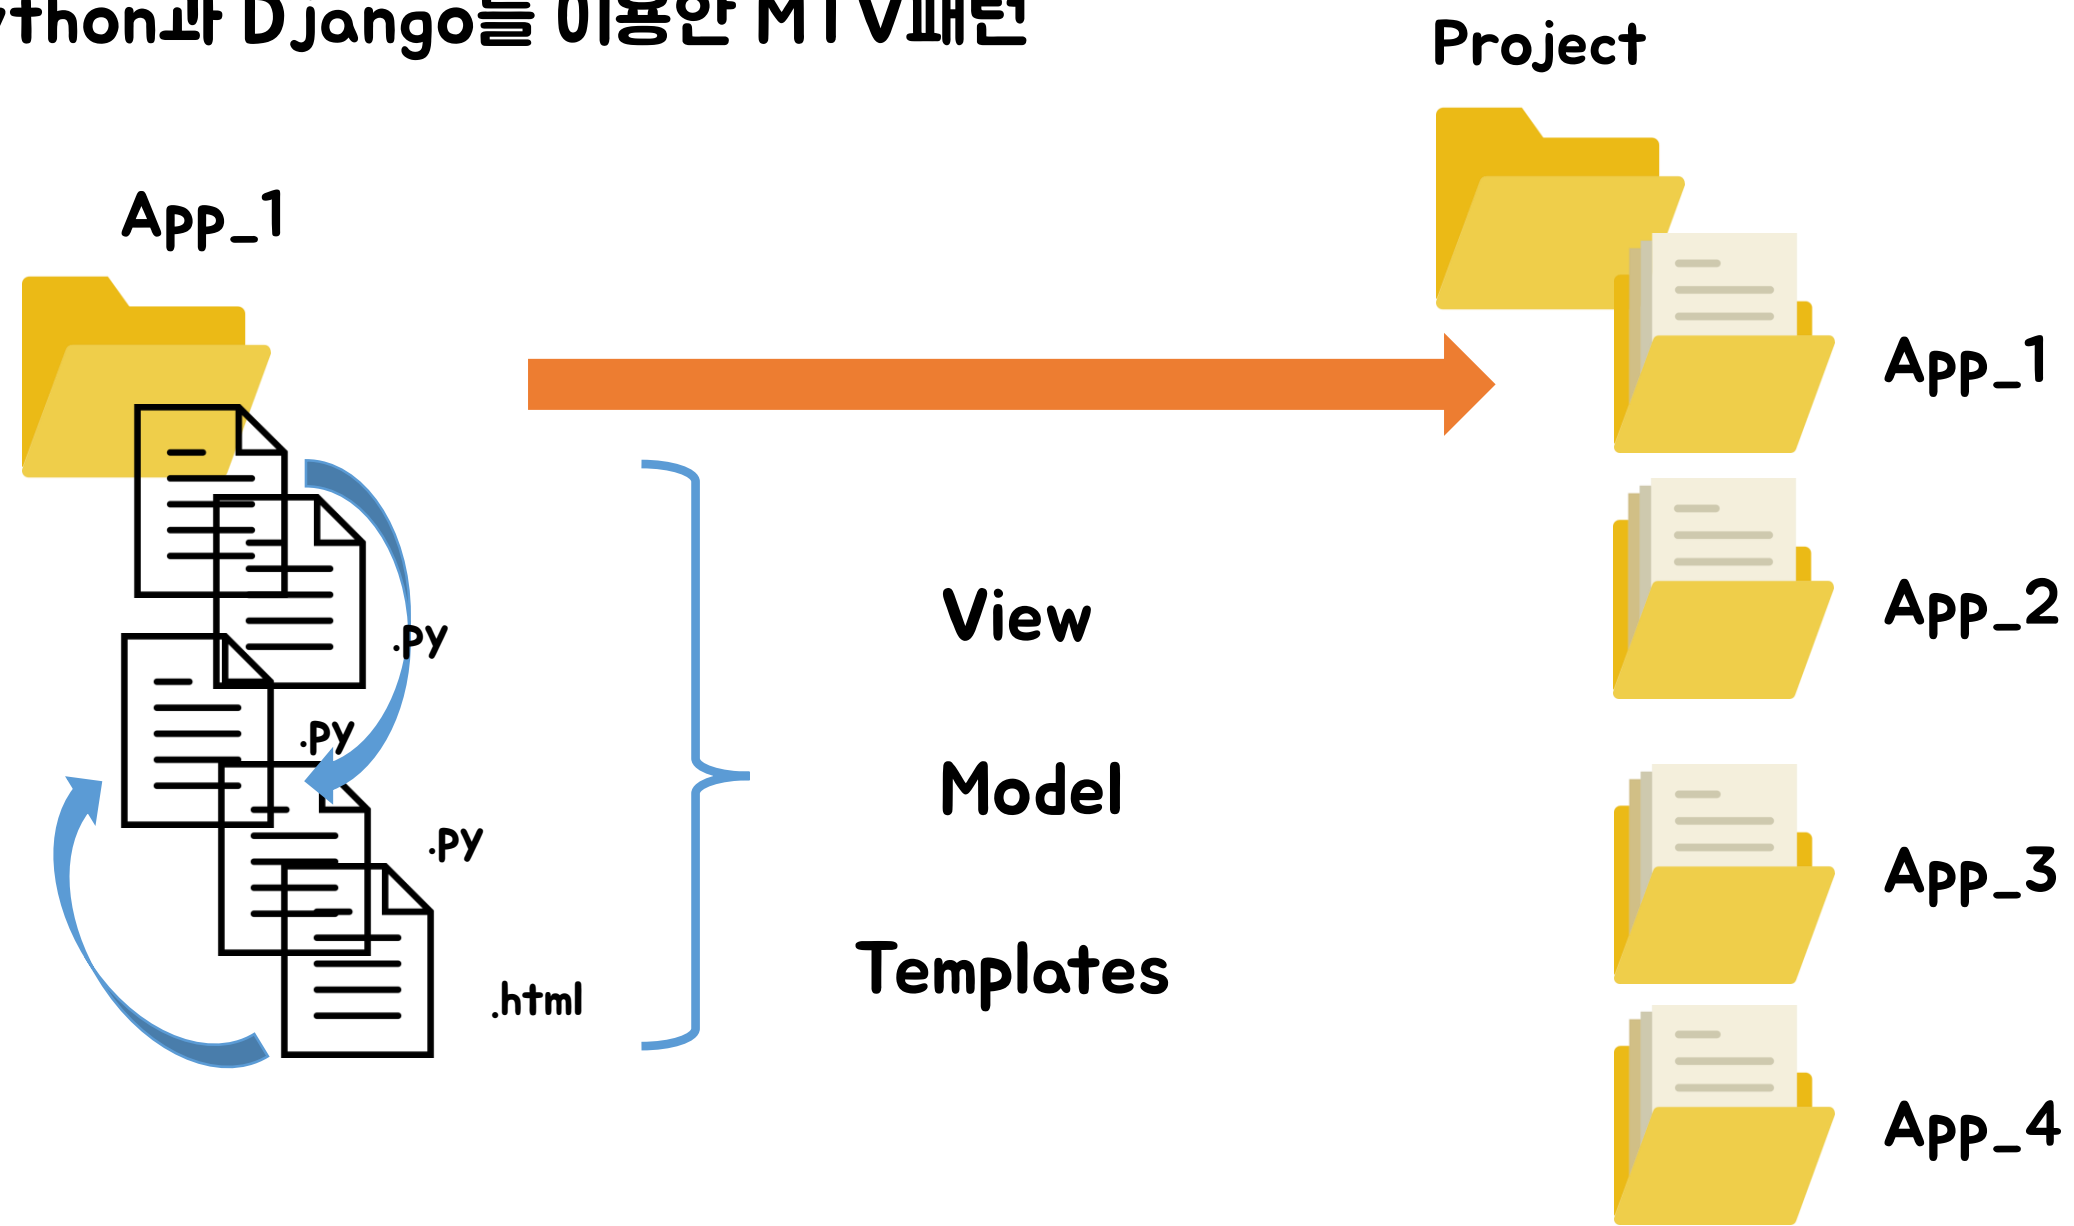 ython과 Django를 이용한 MTV패턴
Project
App_1
App_1
.py
.py
.py
.html
View
Model
Templates
App_2
App_3
App_4